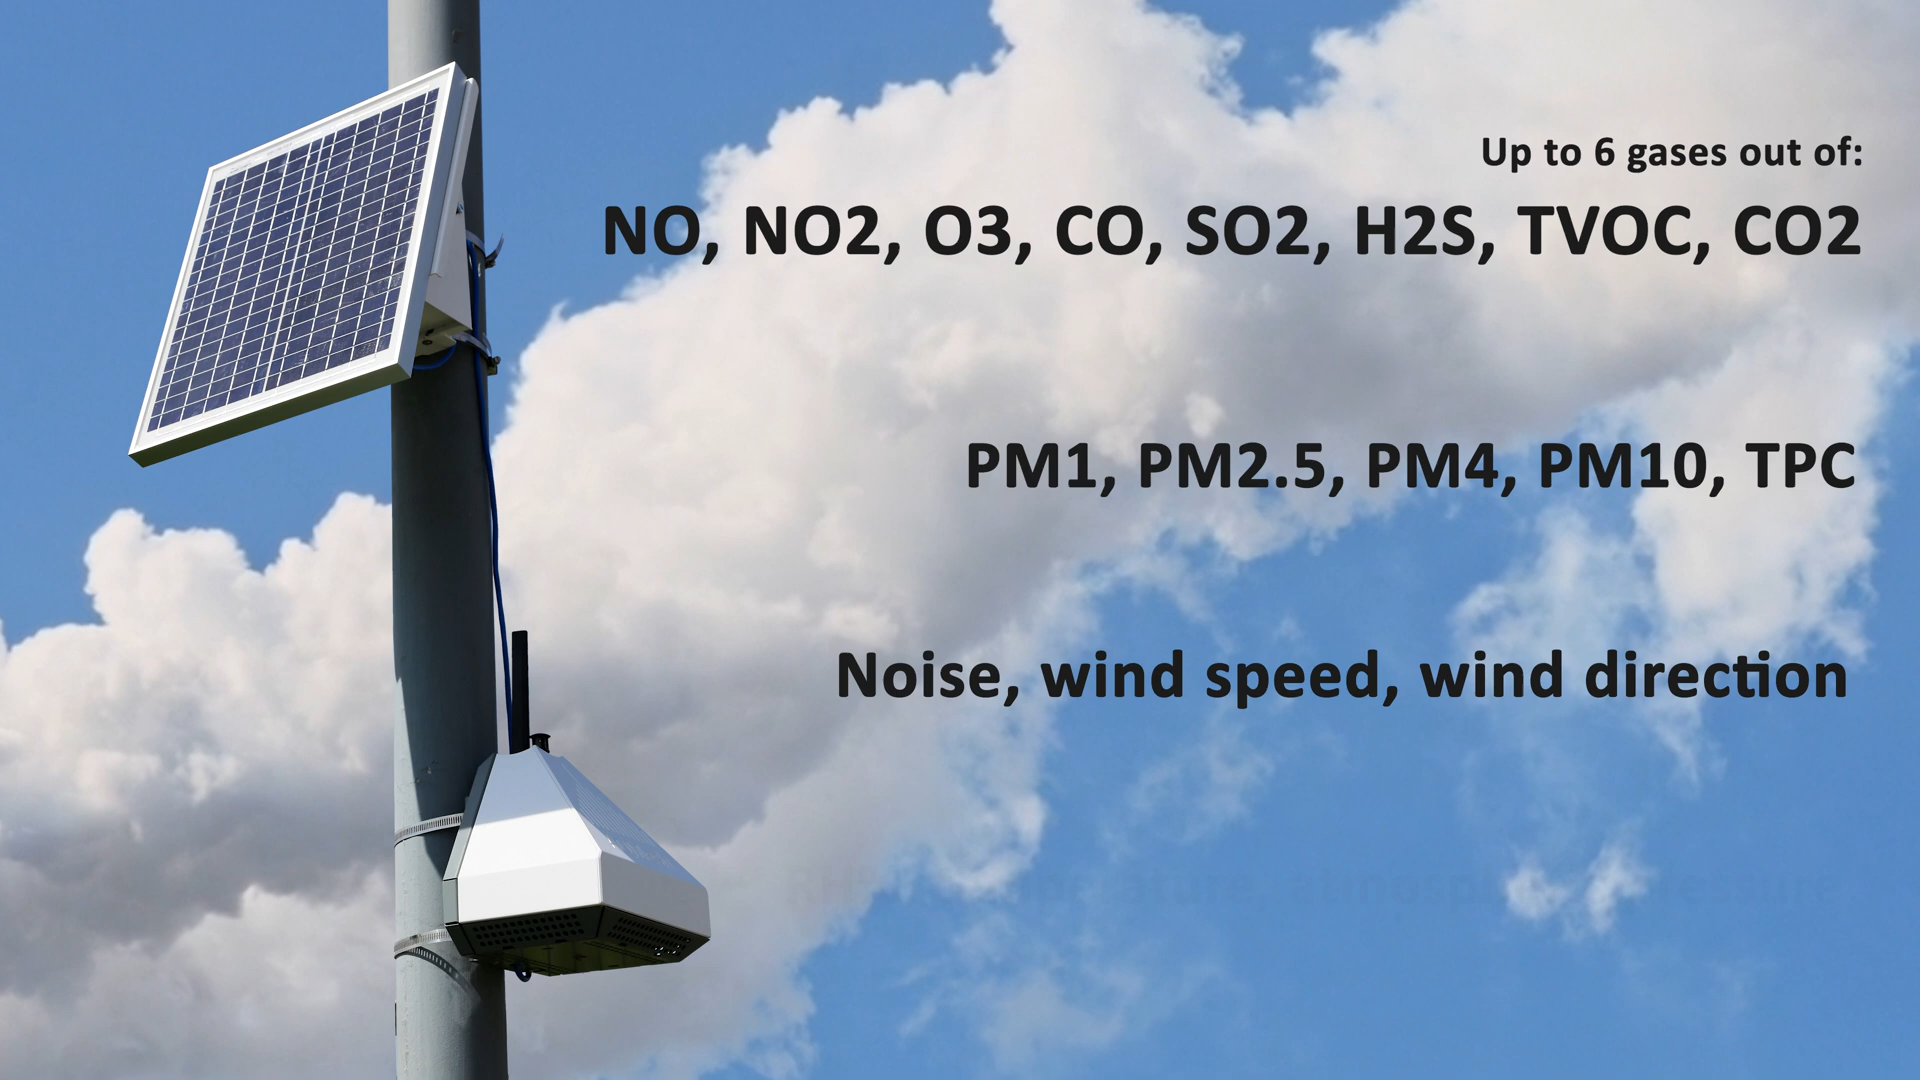 Up to 6 gases out of:
NO, NO2, O3, CO, SO2, H2S, TVOC, CO2
PM1, PM2.5, PM4, PM10, TPC
Noise, wind speed, wind direction